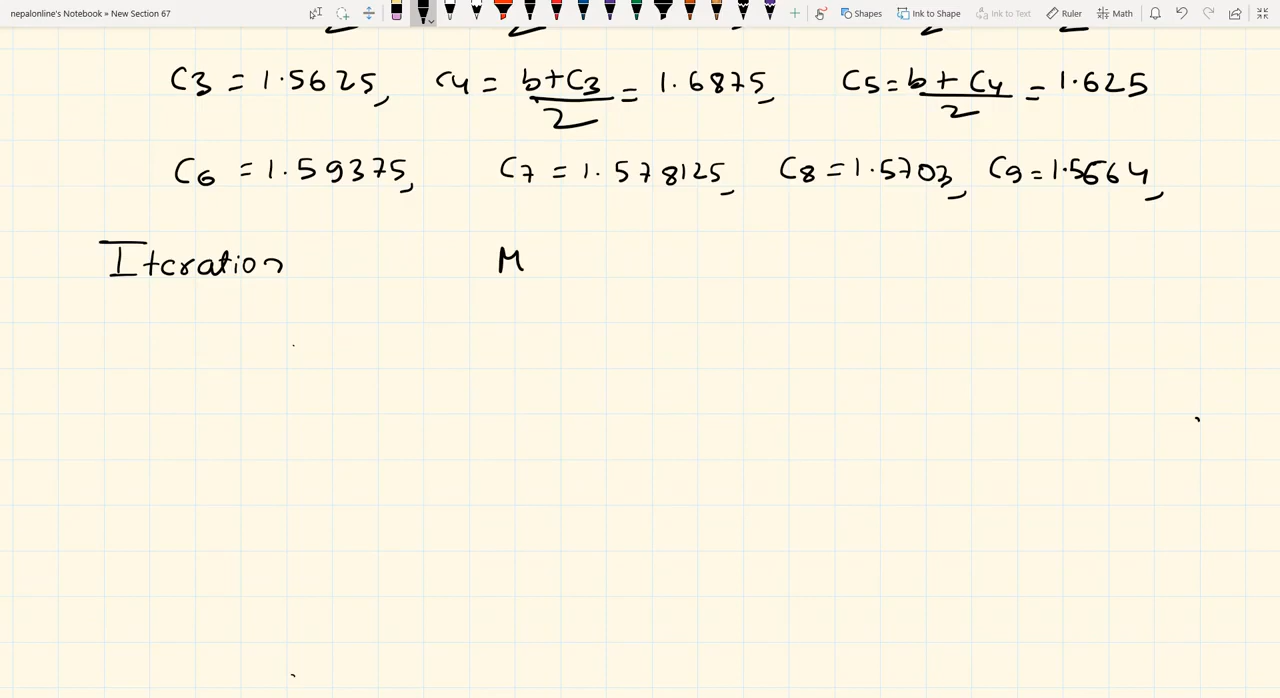 nepalonline's Notebook » New Section 67
Shapes Ink to Shape Ink to Text Ruler Math
C3 = 1.5625, C4 = b+C3/2 = 1.6875, C5 = b+C4/2 = 1.625
C6 = 1.59375, C7 = 1.578125, C8 = 1.5703, C9 = 1.5664,
Iteration M